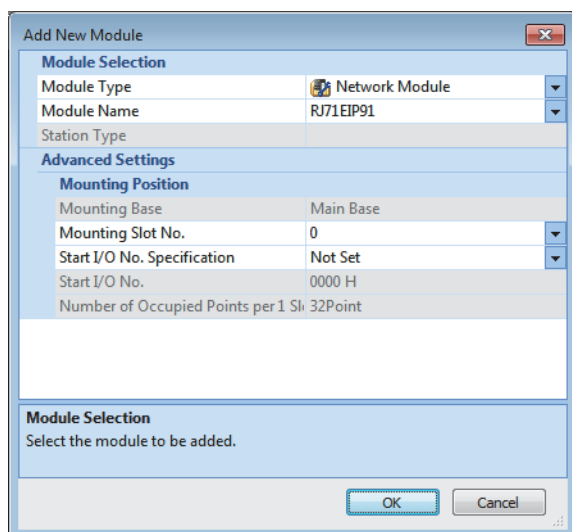 Add New Module
Module Selection
Module Type Network Module
Module Name RJ71EIP91
Station Type
Advanced Settings
Mounting Position
Mounting Base Main Base
Mounting Slot No. 0
Start I/O No. Specification Not Set
Start I/O No. 0000 H
Number of Occupied Points per 1 Sl 32Point
Module Selection
Select the module to be added.
OK Cancel